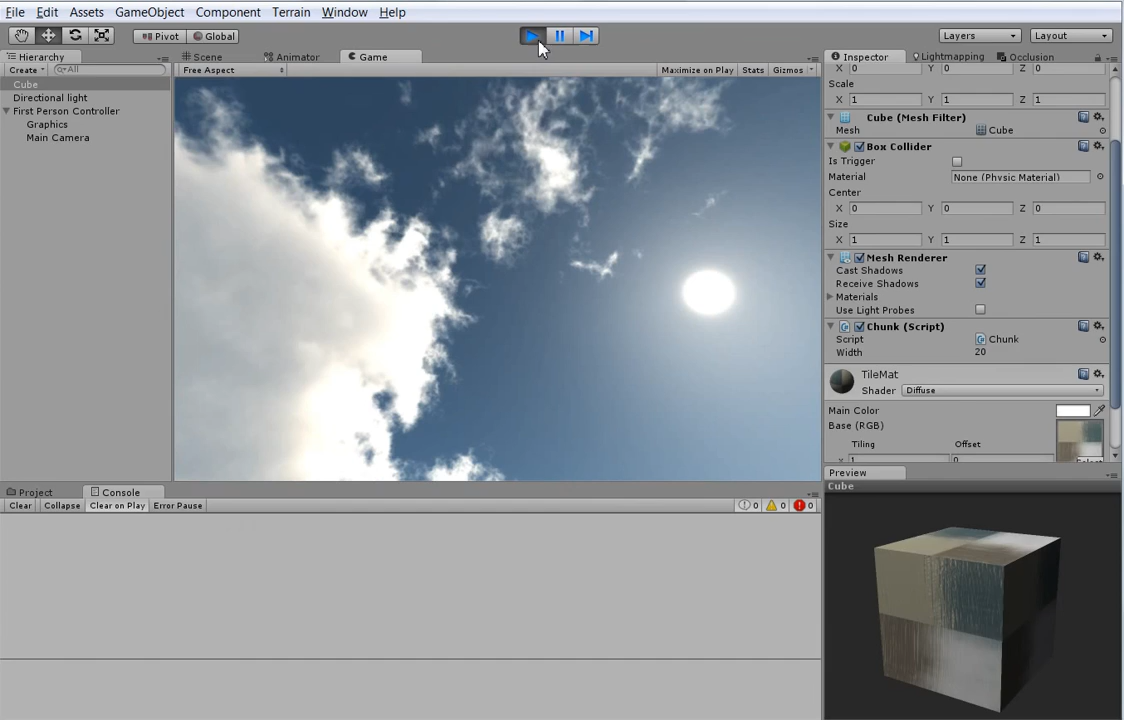 File Edit Assets GameObject Component Terrain Window Help
Pivot Global Layers Layout
Hierarchy Scene Animator Game Inspector Lightmapping Occlusion
Create All Free Aspect Maximize on Play Stats Gizmos
X 0 Y 0 Z 0
Cube
Scale
Directional light
X 1 Y 1 Z 1
First Person Controller
Cube (Mesh Filter)
Graphics
Mesh Cube
Main Camera
Box Collider
Is Trigger
Material None (Physic Material)
Center
X 0 Y 0 Z 0
Size
X 1 Y 1 Z 1
Mesh Renderer
Cast Shadows
Receive Shadows
Materials
Use Light Probes
Chunk (Script)
Script Chunk
Width 20
TileMat
Shader Diffuse
Main Color
Base (RGB)
Tiling Offset
x 1 0 Select
Preview
Cube
Project Console
Clear Collapse Clear on Play Error Pause 0 0 0